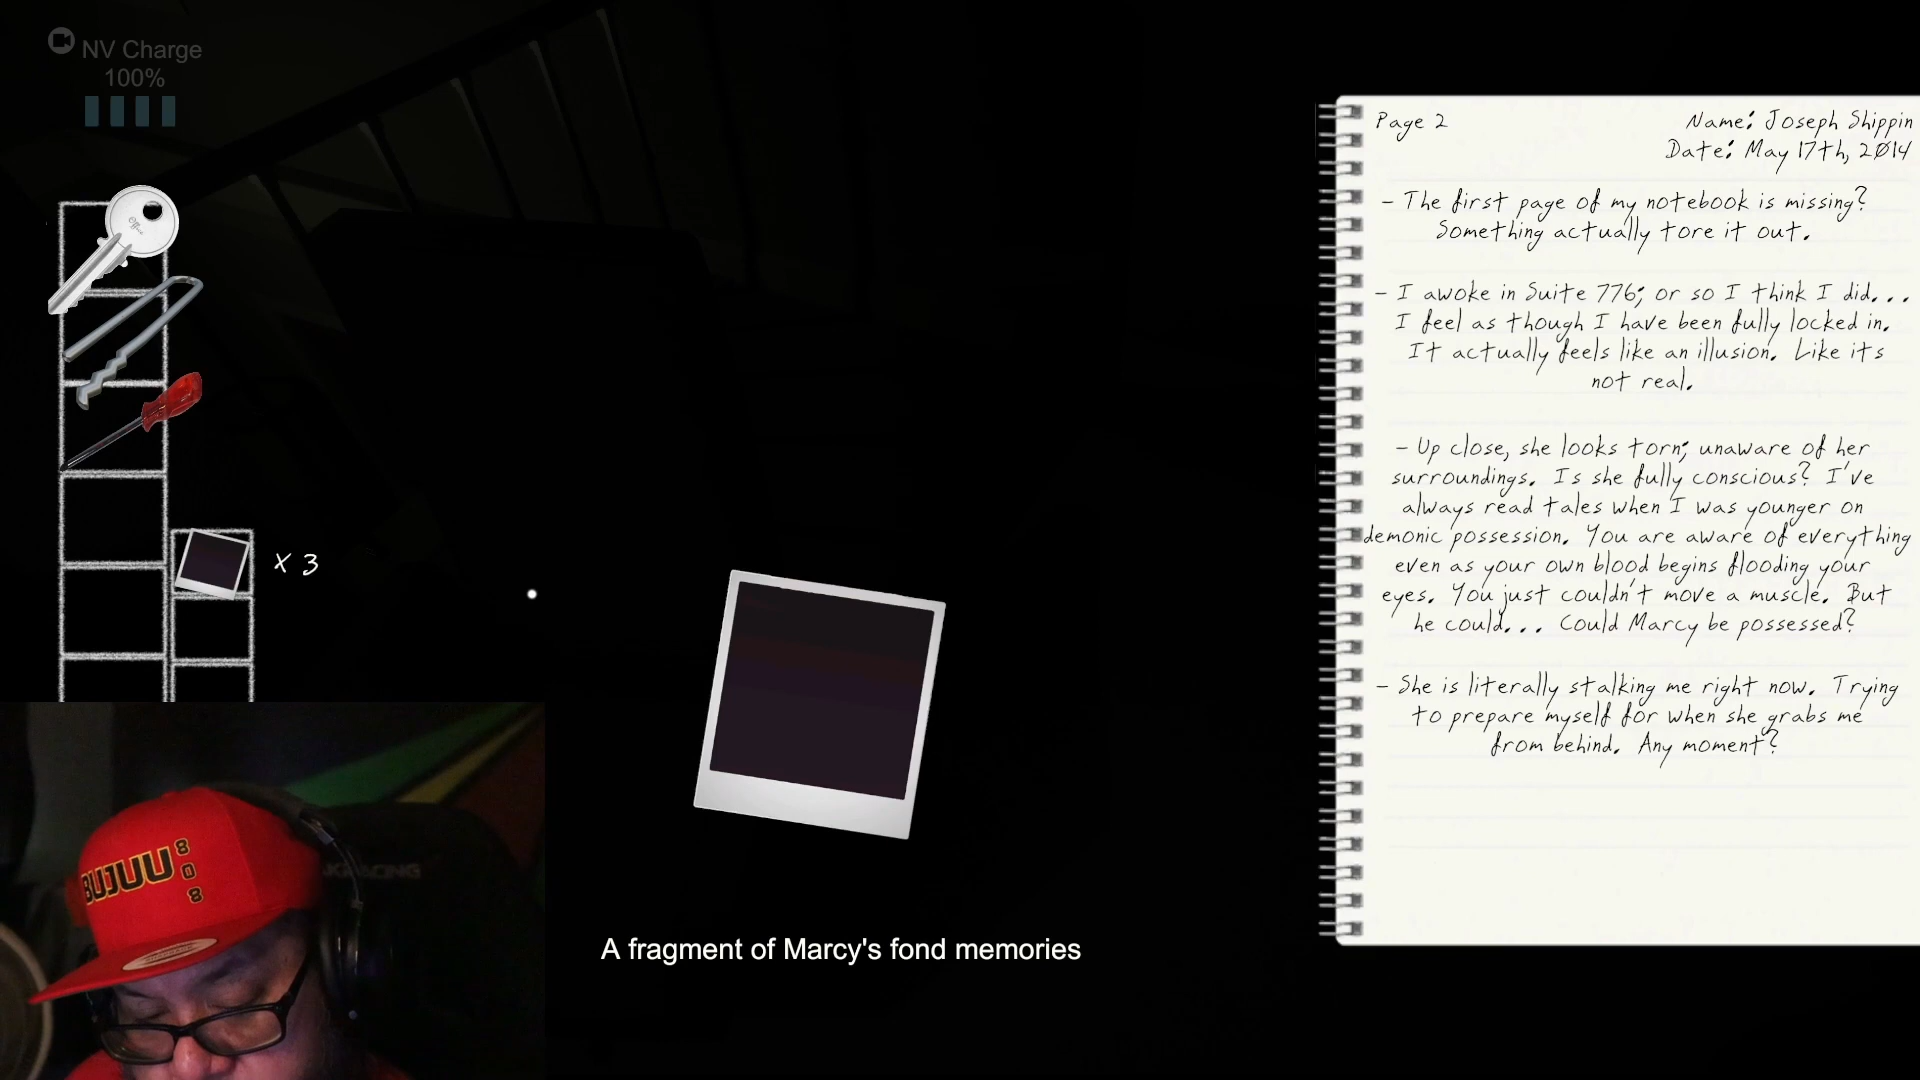 NV Charge
100%
Office
X 3
A fragment of Marcy's fond memories
Page 2
Name: Joseph Shippin
Date: May 17th, 2014
- The first page of my notebook is missing?
Something actually tore it out.
- I awoke in Suite 776; or so I think I did...
I feel as though I have been fully locked in.
It actually feels like an illusion. Like its
not real.
- Up close, she looks torn; unaware of her
surroundings. Is she fully conscious? I've
always read tales when I was younger on
demonic possession. You are aware of everything
even as your own blood begins flooding your
eyes. You just couldn't move a muscle. But
he could... Could Marcy be possessed?
- She is literally stalking me right now. Trying
to prepare myself for when she grabs me
from behind. Any moment?
BUJUU
8
0
8